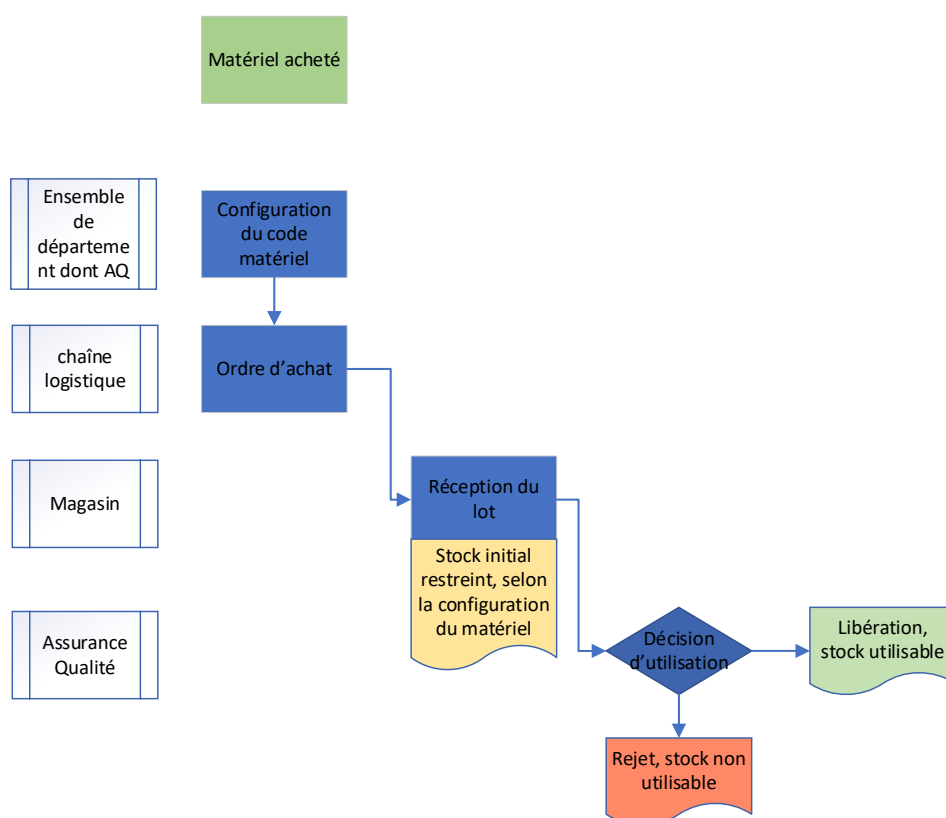 Matériel acheté
Ensemble
de
départeme
nt dont AQ
Configuration
du code
matériel
chaîne
logistique
Ordre d’achat
Magasin
Réception du
lot
Stock initial
restreint, selon
la configuration
du matériel
Assurance
Qualité
Décision
d’utilisation
Libération,
stock utilisable
Rejet, stock non
utilisable